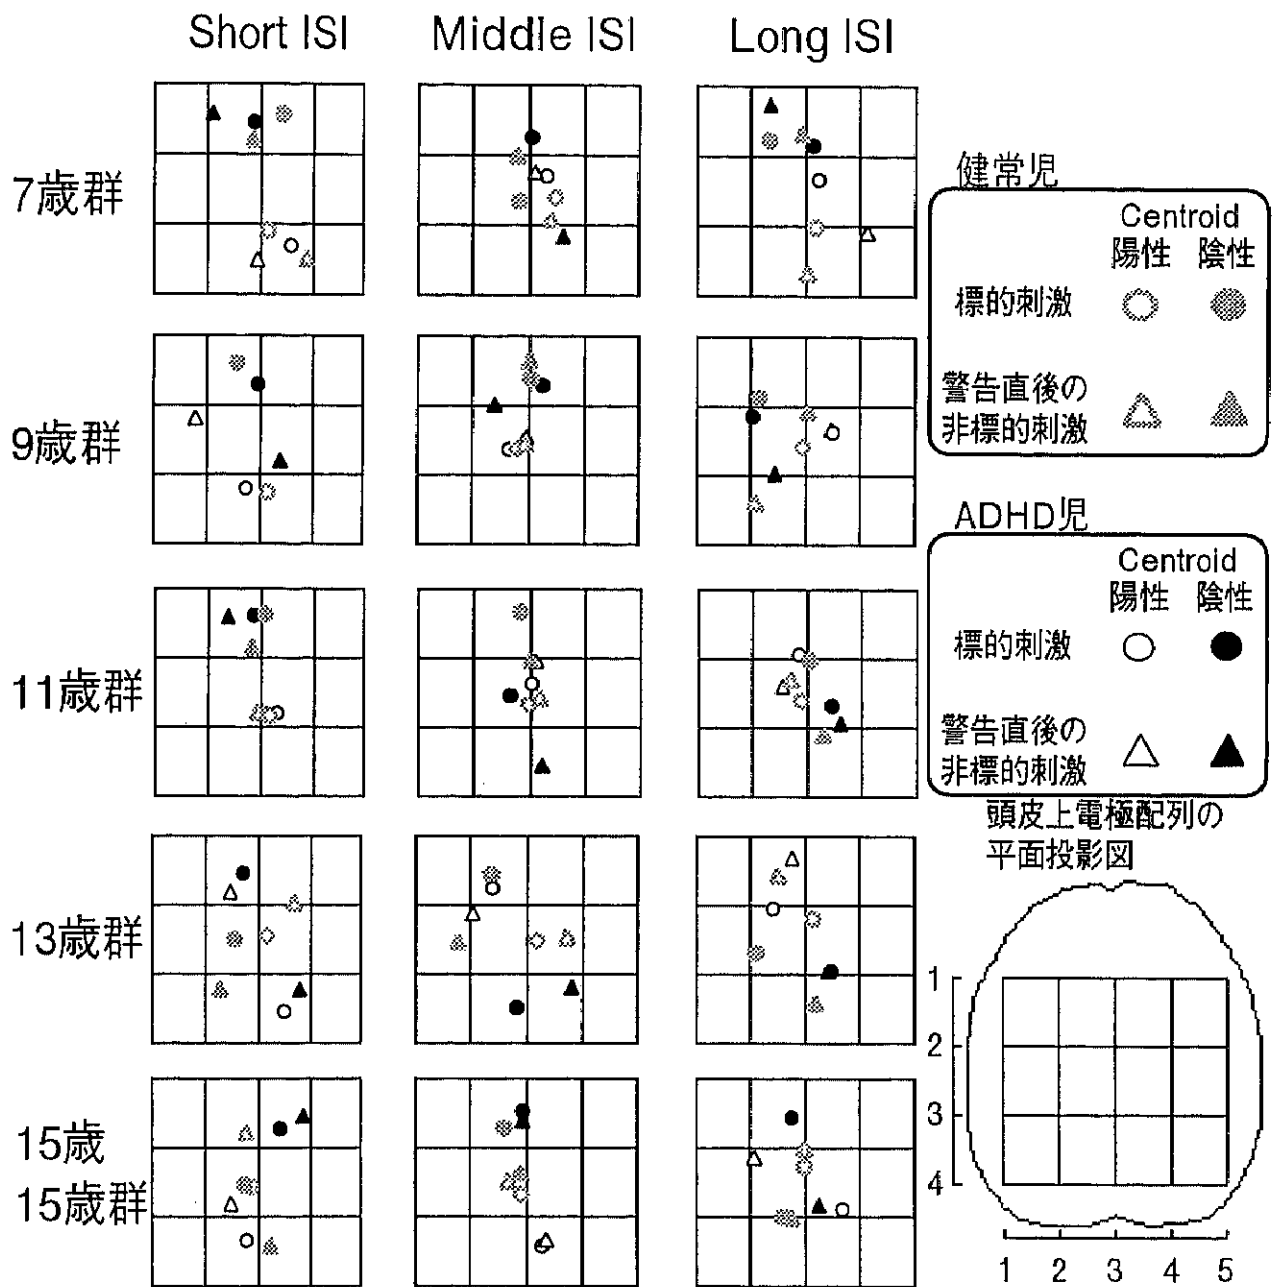 Short ISI Middle ISI Long ISI
7歳群
9歳群
11歳群
13歳群
15歳
15歳群
健常児
Centroid
陽性 陰性
標的刺激
警告直後の
非標的刺激
ADHD児
Centroid
陽性 陰性
標的刺激
警告直後の
非標的刺激
頭皮上電極配列の
平面投影図
1
2
3
4
1 2 3 4 5